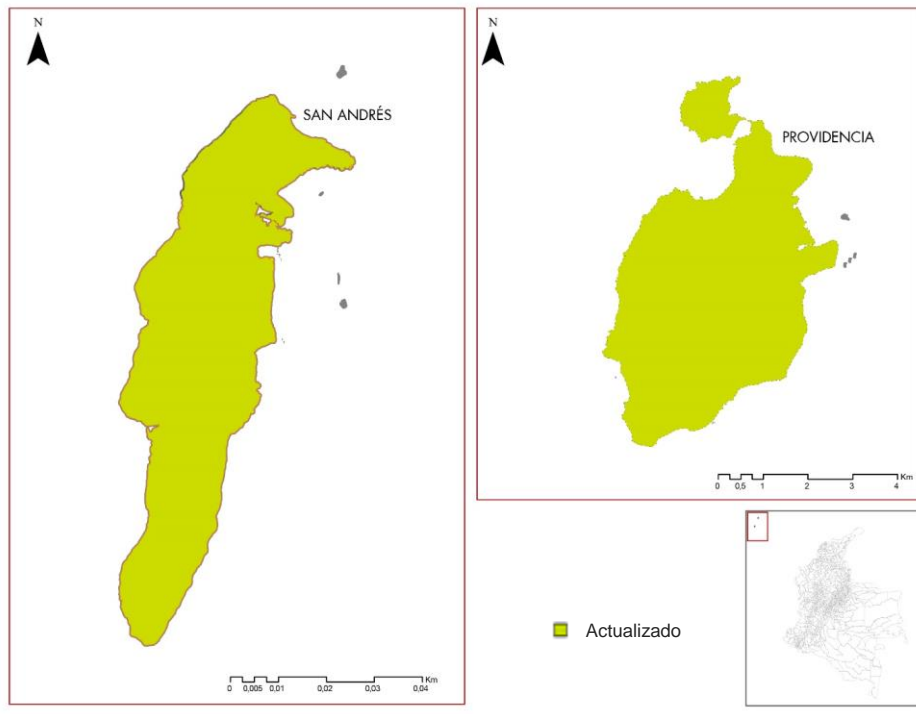 N
SAN ANDRÉS
Km
0 0,005 0,01 0,02 0,03 0,04
N
PROVIDENCIA
Km
0 0,5 1 2 3 4
Actualizado